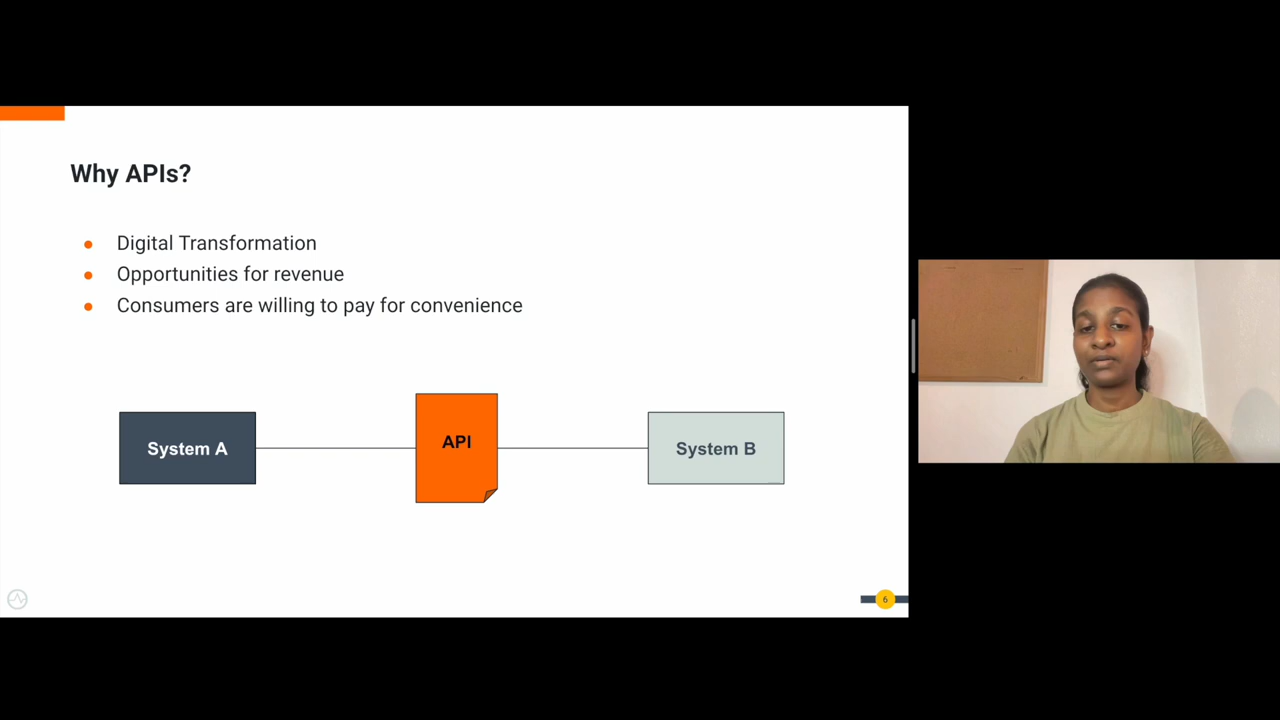 Why APIs?
Digital Transformation
Opportunities for revenue
Consumers are willing to pay for convenience
System A
API
System B
6